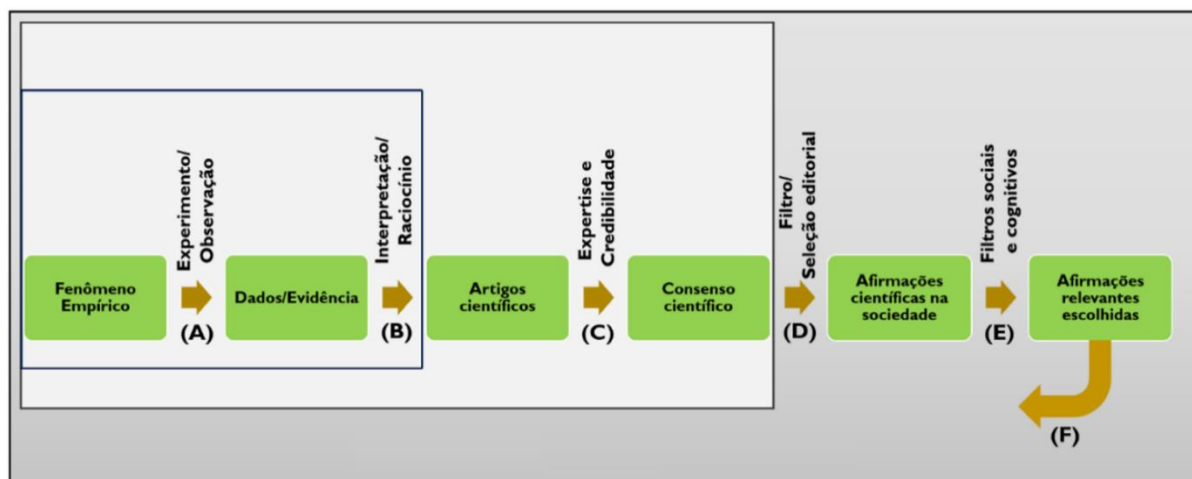 Fenômeno
Empírico
Experimento/
Observação
(A)
Dados/Evidência
Interpretação/
Raciocínio
(B)
Artigos
científicos
Expertise e
Credibilidade
(C)
Consenso
científico
Filtro/
Seleção editorial
(D)
Afirmações
científicas na
sociedade
Filtros sociais
e cognitivos
(E)
Afirmações
relevantes
escolhidas
(F)